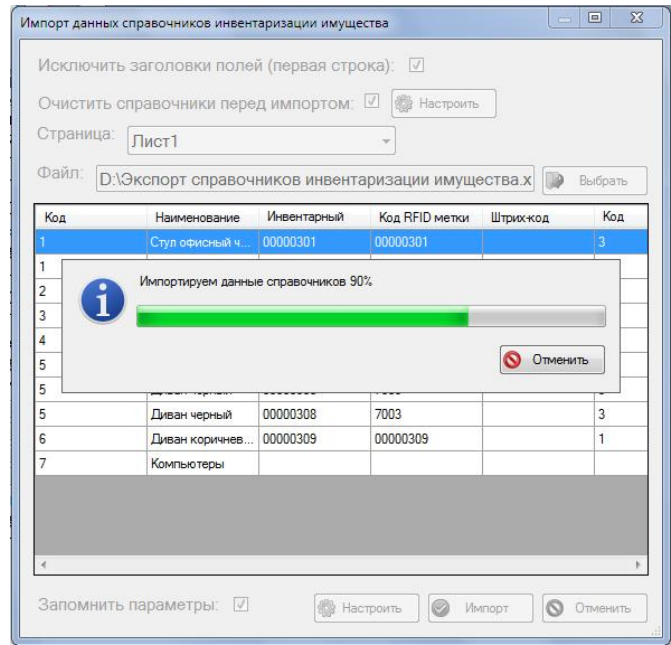 Импорт данных справочников инвентаризации имущества
Исключить заголовки полей (первая строка):
Очистить справочники перед импортом: Настроить
Страница: Лист1
Файл: D:\Экспорт справочников инвентаризации имущества.x Выбрать
Код Наименование Инвентарный Код RFID метки Штрих-код Код
1 Стул офисный ч... 00000301 00000301 3
1
Импортируем данные справочников 90%
2
3
4
5 Отменить
5
5 Диван черный 00000308 7003 3
6 Диван коричнев... 00000309 00000309 1
7 Компьютеры
Запомнить параметры: Настроить Импорт Отменить